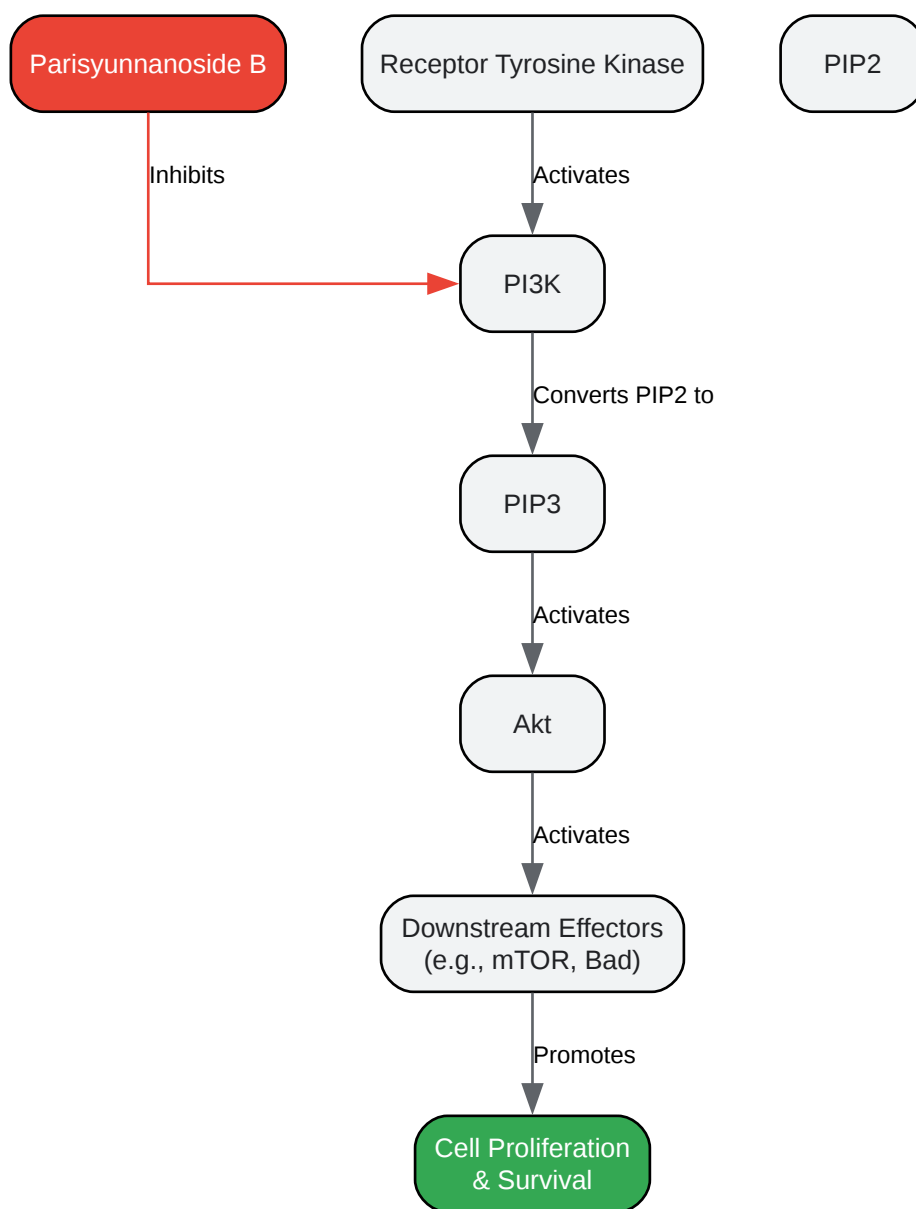 Parisyunnanoside B
Receptor Tyrosine Kinase
PIP2
Inhibits
Activates
PI3K
Converts PIP2 to
PIP3
Activates
Akt
Activates
Downstream Effectors
(e.g., mTOR, Bad)
Promotes
Cell Proliferation
& Survival